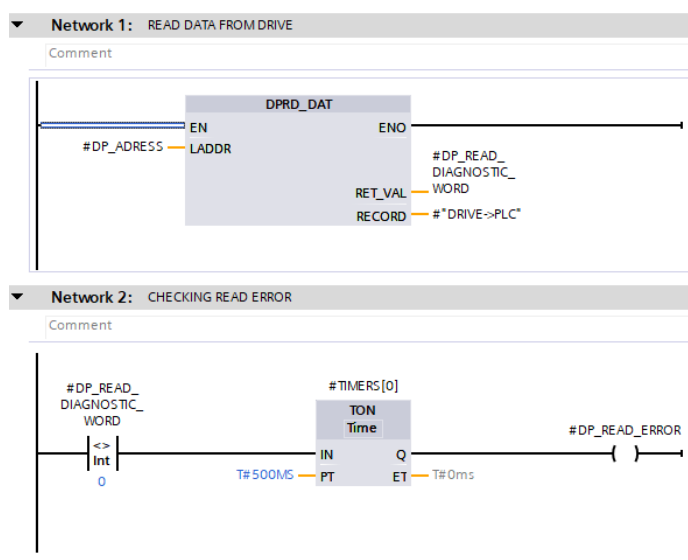 Network 1: READ DATA FROM DRIVE
Comment
DPRD_DAT
EN ENO
#DP_ADRESS LADDR
#DP_READ_
DIAGNOSTIC_
RET_VAL WORD
RECORD #"DRIVE->PLC"
Network 2: CHECKING READ ERROR
Comment
#DP_READ_
DIAGNOSTIC_
WORD
<>
Int
0
#TIMERS[0]
TON
Time
IN Q
T#500MS PT ET T#0ms
#DP_READ_ERROR
( )